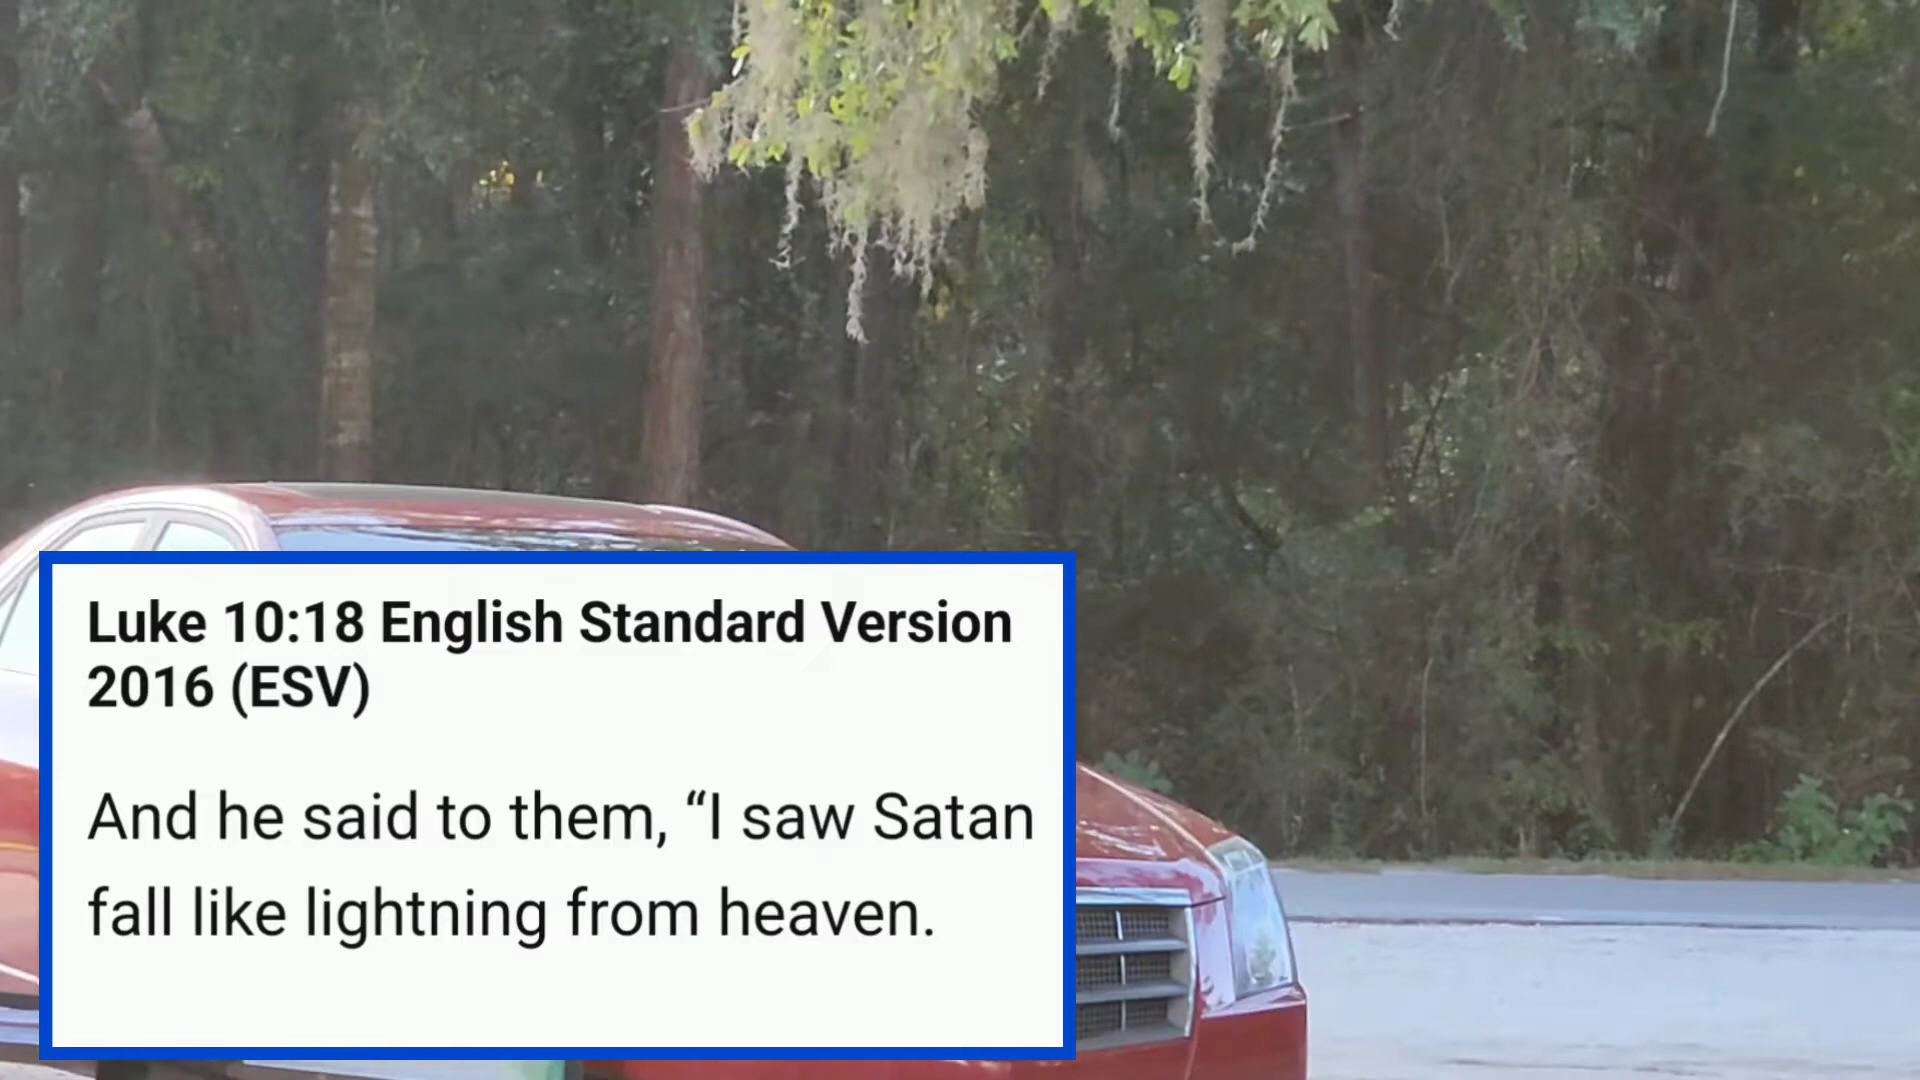 Luke 10:18 English Standard Version
2016 (ESV)
And he said to them, “I saw Satan
fall like lightning from heaven.